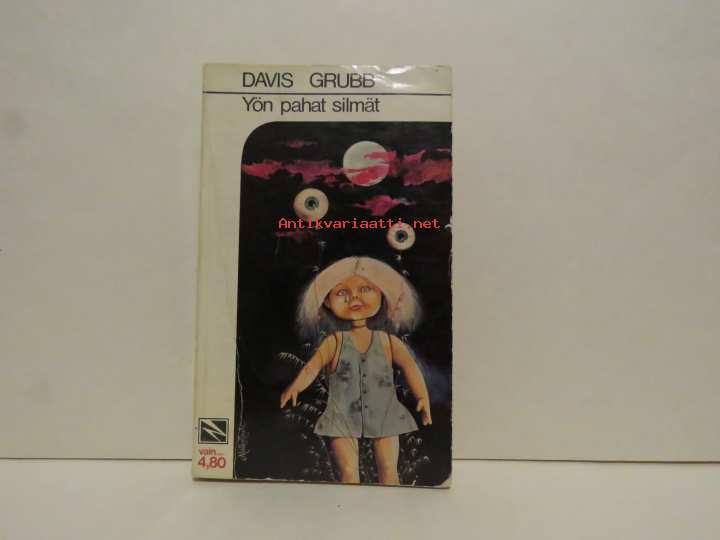 DAVIS GRUBB
Yön pahat silmät
Antikvariaatti.net
vain...
4,80